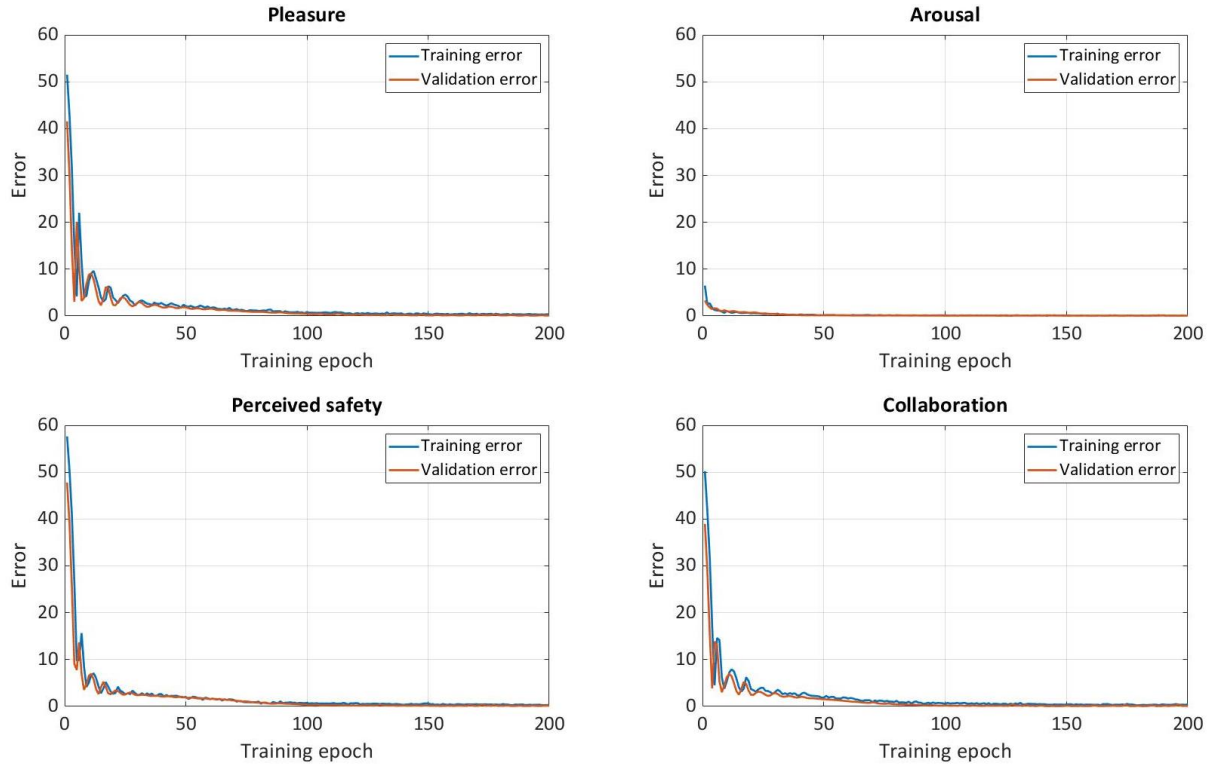 Pleasure
60
50
40
30
20
10
0
Error
0 50 100 150 200
Training epoch
Training error
Validation error
Arousal
60
50
40
30
20
10
0
Error
0 50 100 150 200
Training epoch
Training error
Validation error
Perceived safety
60
50
40
30
20
10
0
Error
0 50 100 150 200
Training epoch
Training error
Validation error
Collaboration
60
50
40
30
20
10
0
Error
0 50 100 150 200
Training epoch
Training error
Validation error